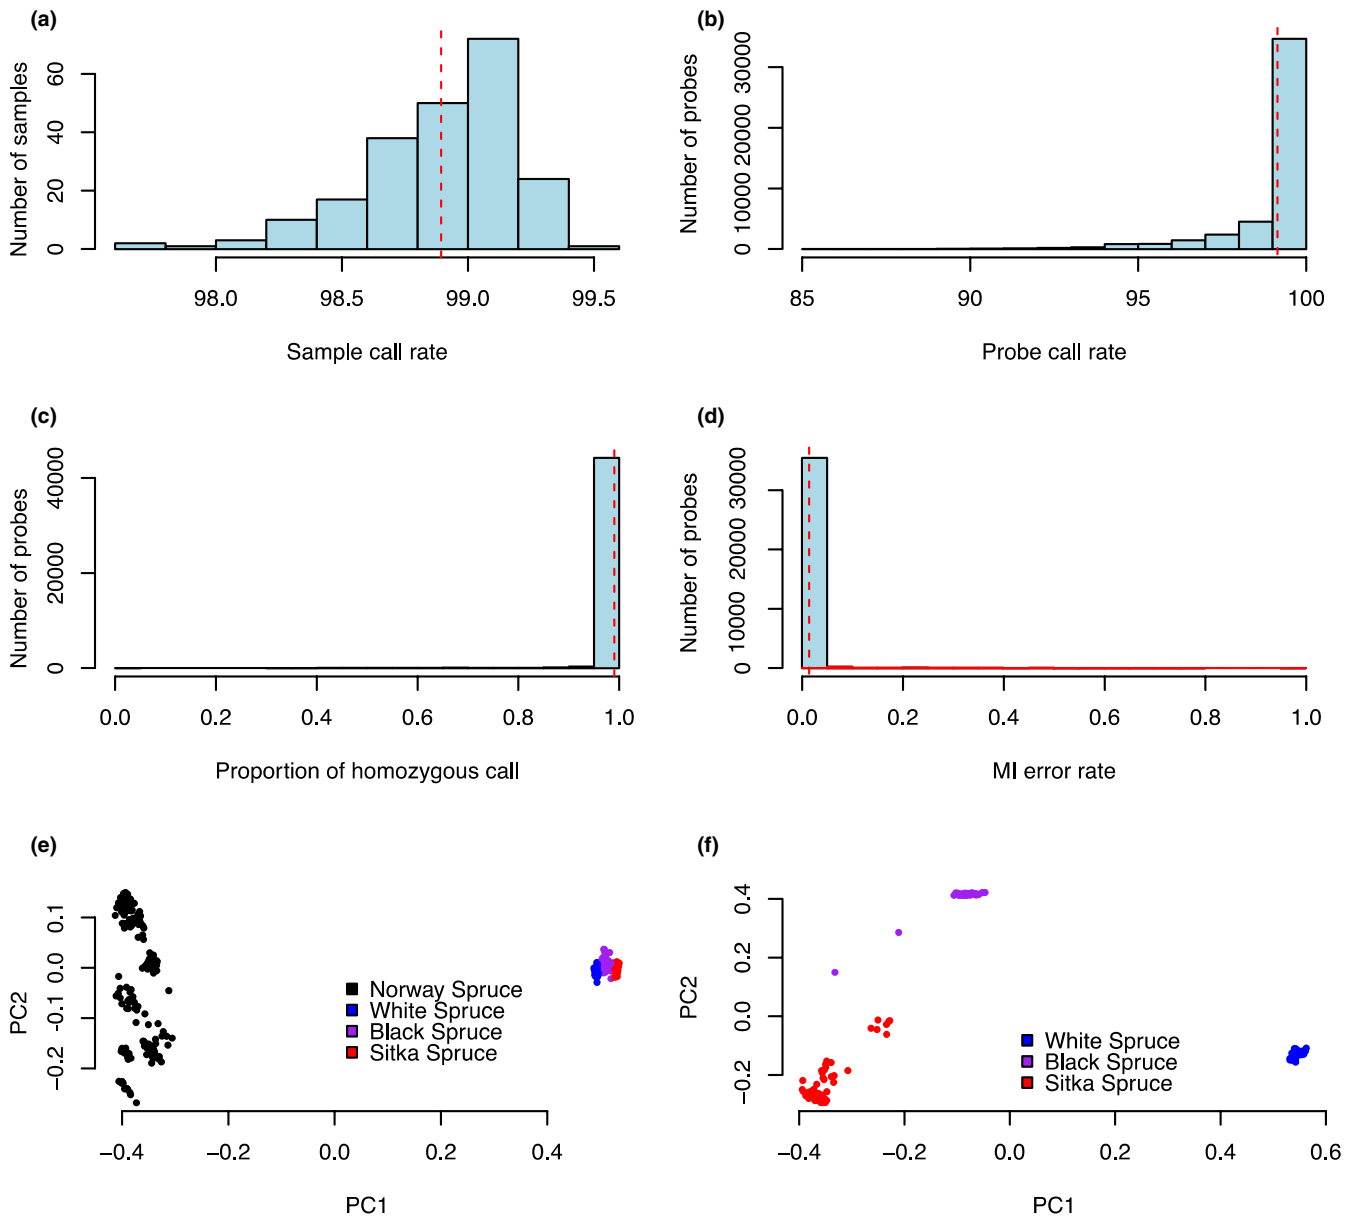 (a)
Number of samples
60
40
20
0
98.0 98.5 99.0 99.5
Sample call rate
(b)
Number of probes
30000
10000
0
85 90 95 100
Probe call rate
(c)
Number of probes
40000
20000
0
0.0 0.2 0.4 0.6 0.8 1.0
Proportion of homozygous call
(d)
Number of probes
30000
20000
10000
0
0.0 0.2 0.4 0.6 0.8 1.0
MI error rate
(e)
PC2
0.1
0.0
−0.1
−0.2
Norway Spruce
White Spruce
Black Spruce
Sitka Spruce
−0.4 −0.2 0.0 0.2 0.4
PC1
(f)
PC2
0.4
0.2
0.0
−0.2
White Spruce
Black Spruce
Sitka Spruce
−0.4 −0.2 0.0 0.2 0.4 0.6
PC1